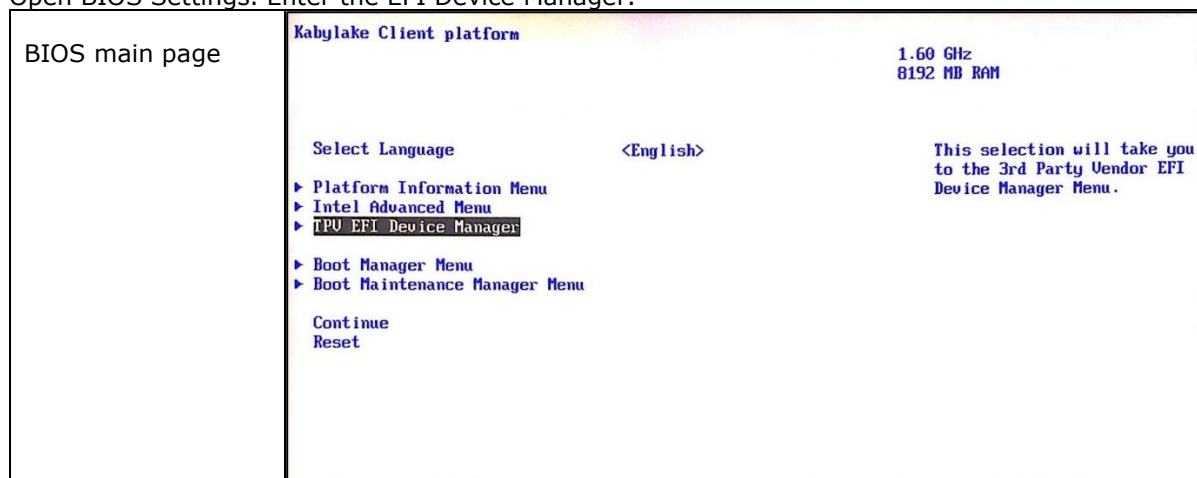 Open BIOS Settings. Enter the EFI Device Manager.
BIOS main page
Kabylake Client platform
1.60 GHz
8192 MB RAM
Select Language <English>
This selection will take you
to the 3rd Party Vendor EFI
Device Manager Menu.
Platform Information Menu
Intel Advanced Menu
TPV EFI Device Manager
Boot Manager Menu
Boot Maintenance Manager Menu
Continue
Reset